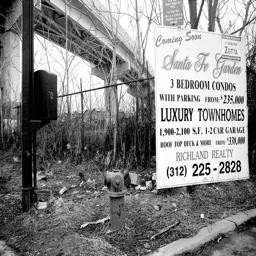 Coming Soon
Santa Fe Garden
3 BEDROOM CONDOS
WITH PARKING FROM: $235,000
LUXURY TOWNHOMES
1,900-2,100 S.F. 1-2 CAR GARAGE
ROOF TOP DECK & MORE FROM: $338,000
RICHLAND REALTY
(312) 225-2828